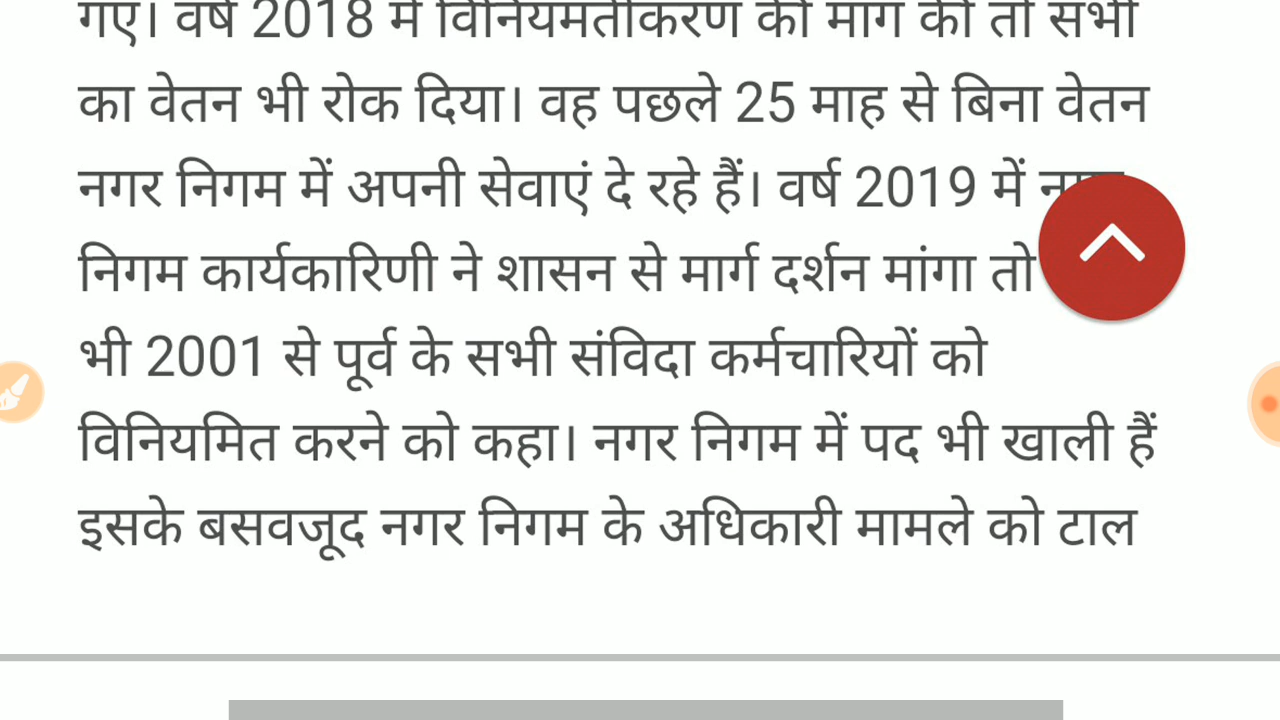 गए। वर्ष 2018 में विनियमतीकरण की मांग की तो सभी
का वेतन भी रोक दिया। वह पछले 25 माह से बिना वेतन
नगर निगम में अपनी सेवाएं दे रहे हैं। वर्ष 2019 में
निगम कार्यकारिणी ने शासन से मार्ग दर्शन मांगा तो
भी 2001 से पूर्व के सभी संविदा कर्मचारियों को
विनियमित करने को कहा। नगर निगम में पद भी खाली हैं
इसके बसवजूद नगर निगम के अधिकारी मामले को टाल